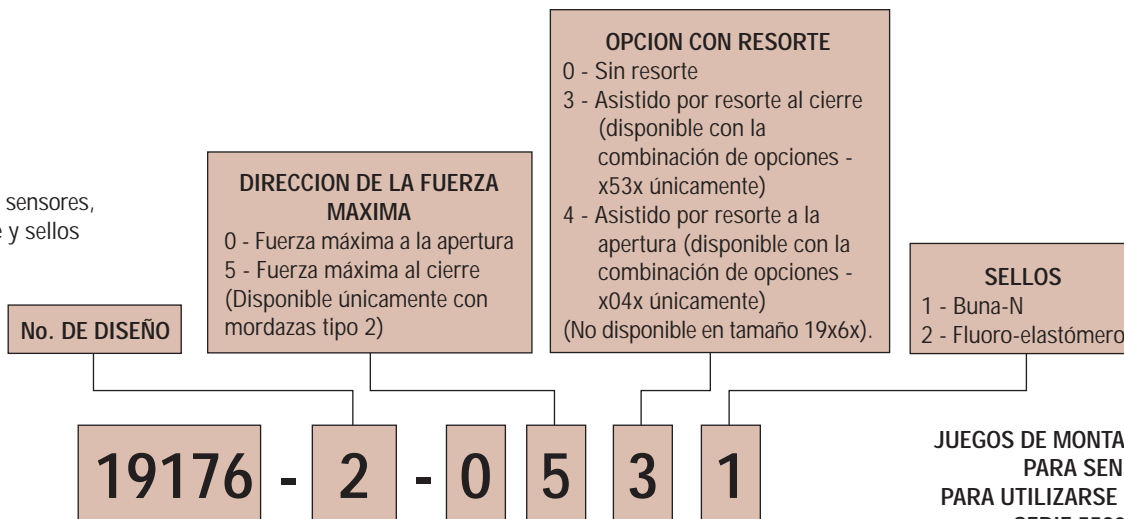 sensores,
y sellos
No. DE DISEÑO
DIRECCION DE LA FUERZA
MAXIMA
0 - Fuerza máxima a la apertura
5 - Fuerza máxima al cierre
(Disponible únicamente con
mordazas tipo 2)
OPCION CON RESORTE
0 - Sin resorte
3 - Asistido por resorte al cierre
(disponible con la
combinación de opciones -
x53x únicamente)
4 - Asistido por resorte a la
apertura (disponible con la
combinación de opciones -
x04x únicamente)
(No disponible en tamaño 19x6x).
SELLOS
1 - Buna-N
2 - Fluoro-elastómero
19176 - 2 - 0 5 3 1
JUEGOS DE
PARA
PARA UTILIZARSE